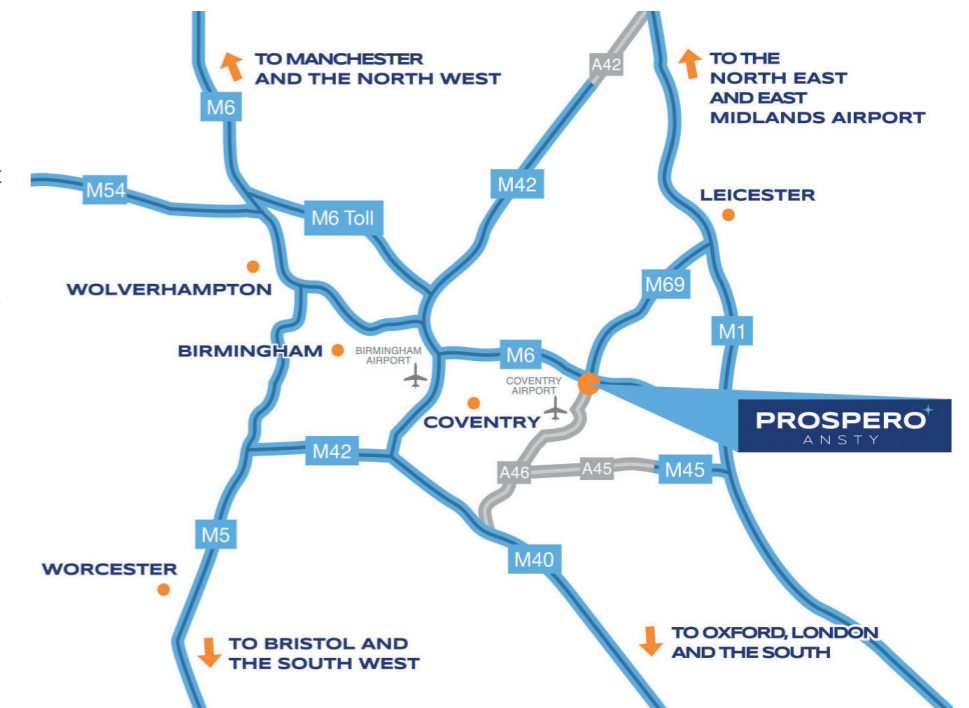 TO MANCHESTER
AND THE NORTH WEST
TO THE
NORTH EAST
AND EAST
MIDLANDS AIRPORT
A42
M6
M54
M42
M6 Toll
LEICESTER
WOLVERHAMPTON
M69
M1
BIRMINGHAM
BIRMINGHAM
AIRPORT
M6
COVENTRY
AIRPORT
COVENTRY
PROSPERO
ANSTY
M42
A46
A45
M45
M5
M40
WORCESTER
TO BRISTOL AND
THE SOUTH WEST
TO OXFORD, LONDON
AND THE SOUTH